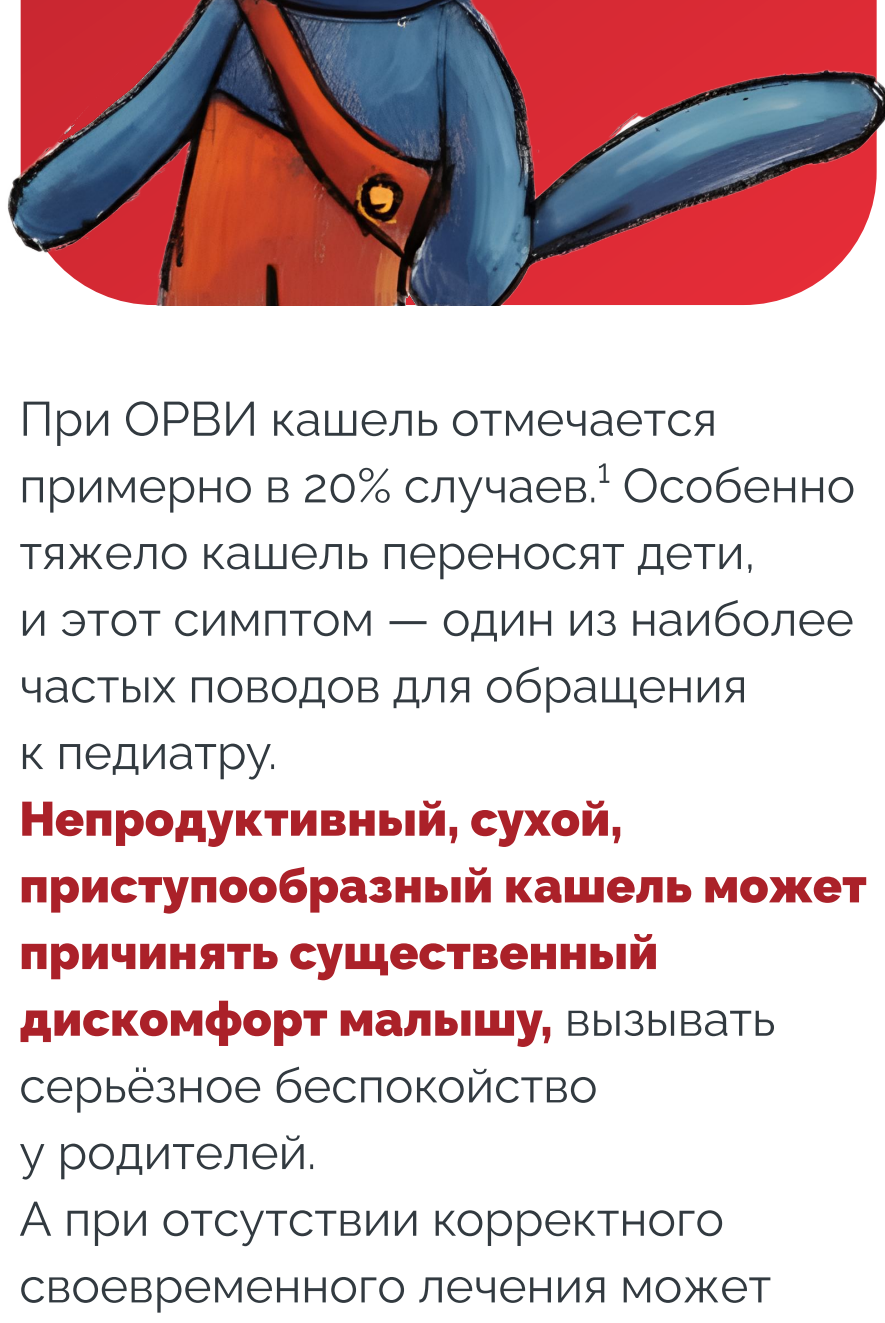 При ОРВИ кашель отмечается
примерно в 20% случаев.¹ Особенно
тяжело кашель переносят дети,
и этот симптом — один из наиболее
частых поводов для обращения
к педиатру.
Непродуктивный, сухой,
приступообразный кашель может
причинять существенный
дискомфорт малышу, вызывать
серьёзное беспокойство
у родителей.
А при отсутствии корректного
своевременного лечения может